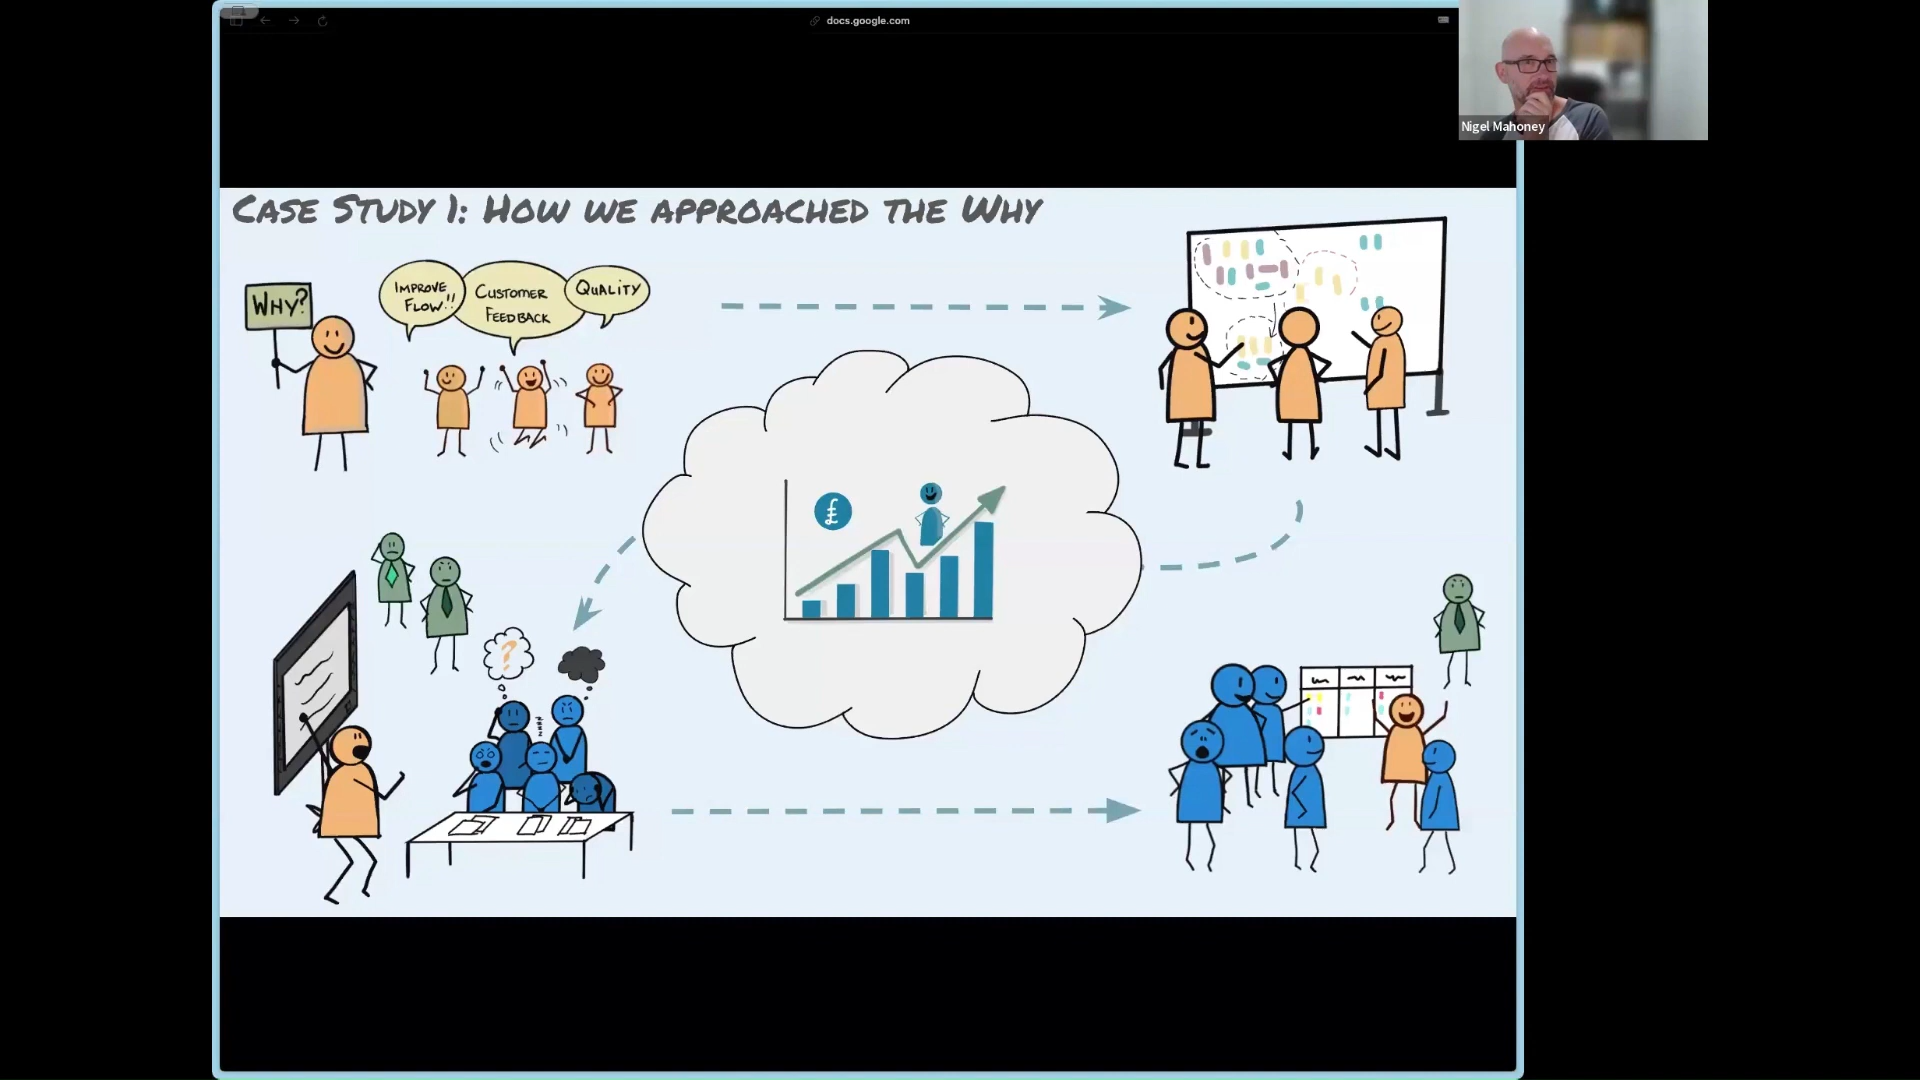 docs.google.com
Nigel Mahoney
Case Study 1: How we approached the Why
Why?
Improve
Flow!!
Customer
Feedback
Quality
£
?